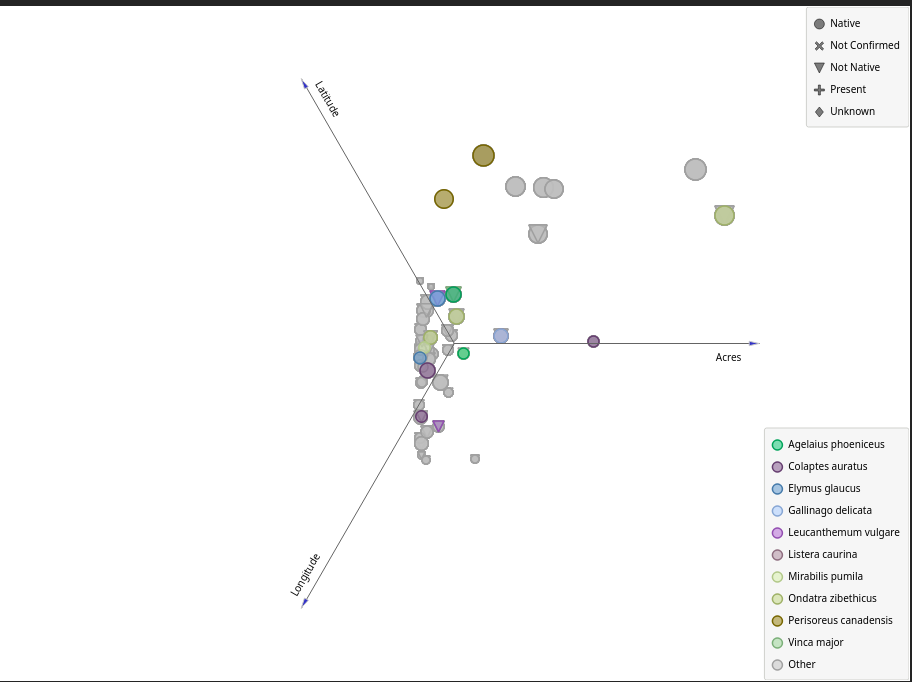 Native
Not Confirmed
Not Native
Present
Unknown
Latitude
Acres
Longitude
Agelaius phoeniceus
Colaptes auratus
Elymus glaucus
Gallinago delicata
Leucanthemum vulgare
Listera caurina
Mirabilis pumila
Ondatra zibethicus
Perisoreus canadensis
Vinca major
Other